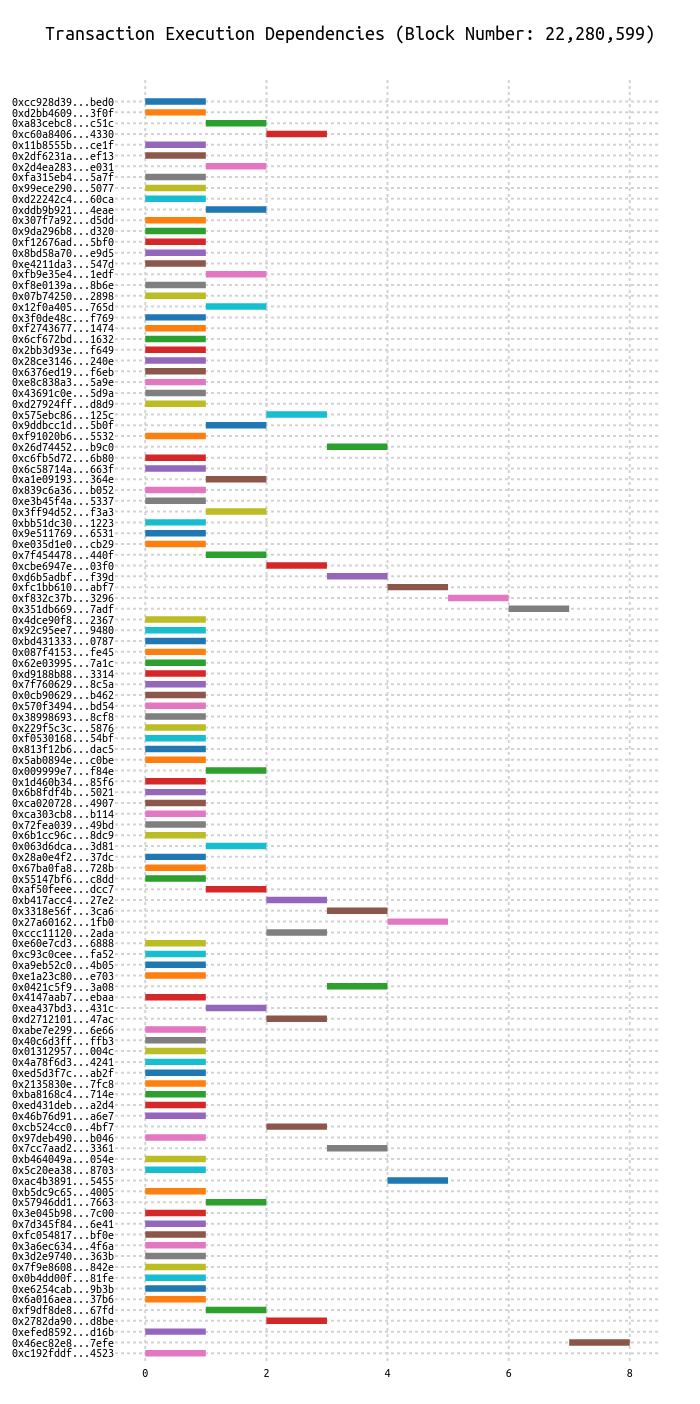 Transaction Execution Dependencies (Block Number: 22,280,599)
0xcc928d39...bed0
0xd2bb4609...3f0f
0xa83cebc8...c51c
0xc60a8406...4330
0x11b8555b...ce1f
0x2df6231a...ef13
0x2d4ea283...e031
0xfa315eb4...5a7f
0x99ece290...5077
0xd22242c4...60ca
0xddb9b921...4eae
0x307f7a92...d5dd
0x9da296b8...d320
0xf12676ad...5bf0
0x8bd58a70...e9d5
0xe4211da3...547d
0xfb9e35e4...1edf
0xf8e0139a...8b6e
0x07b74250...2898
0x12f0a405...765d
0x3f0de48c...f769
0xf2743677...1474
0x6cf672bd...1632
0x2bb3d93e...f649
0x28ce3146...240e
0x6376ed19...f6eb
0xe8c838a3...5a9e
0x43691c0e...5d9a
0xd27924ff...d8d9
0x575ebc86...125c
0x9ddbcc1d...5b0f
0xf91020b6...5532
0x26d74452...b9c0
0xc6fb5d72...6b80
0x6c58714a...663f
0xa1e09193...364e
0x839c6a36...b052
0xe3b45f4a...5337
0x3ff94d52...f3a3
0xbb51dc30...1223
0x9e511769...6531
0xe035d1e0...cb29
0x7f454478...440f
0xcbe6947e...03f0
0xd6b5adbf...f39d
0xfc1bb610...abf7
0xf832c37b...3296
0x351db669...7adf
0x4dce90f8...2367
0x92c95ee7...9480
0xbd431333...0787
0x087f4153...fe45
0x62e03995...7a1c
0xd9188b88...3314
0x7f760629...8c5a
0x0cb90629...b462
0x570f3494...bd54
0x38998693...8cf8
0x229f5c3c...5876
0xf0530168...54bf
0x813f12b6...dac5
0x5ab0894e...c0be
0x009999e7...f84e
0x1d460b34...85f6
0x6b8fdf4b...5021
0xca020728...4907
0xca303cb8...b114
0x72fea039...49bd
0x6b1cc96c...8dc9
0x063d6dca...3d81
0x28a0e4f2...37dc
0x67ba0fa8...728b
0x55147bf6...c8dd
0xaf50feee...dcc7
0xb417acc4...27e2
0x3318e56f...3ca6
0x27a60162...1fb0
0xccc11120...2ada
0xe60e7cd3...6888
0xc93c0cee...fa52
0xa9eb52c0...4b05
0xe1a23c80...e703
0x0421c5f9...3a08
0x4147aab7...ebaa
0xea437bd3...431c
0xd2712101...47ac
0xabe7e299...6e66
0x40c6d3ff...ffb3
0x01312957...004c
0x4a78f6d3...4241
0xed5d3f7c...ab2f
0x2135830e...7fc8
0xba8168c4...714e
0xed431deb...a2d4
0x46b76d91...a6e7
0xcb524cc0...4bf7
0x97deb490...b046
0x7cc7aad2...3361
0xb464049a...054e
0x5c20ea38...8703
0xac4b3891...5455
0xb5dc9c65...4005
0x57946dd1...7663
0x3e045b98...7c00
0x7d345f84...6e41
0xfc054817...bf0e
0x3a6ec634...4f6a
0x3d2e9740...363b
0x7f9e8608...842e
0x0b4dd00f...81fe
0xe6254cab...9b3b
0x6a016aea...37b6
0xf9df8de8...67fd
0x2782da90...d8be
0xefed8592...d16b
0x46ec82e8...7efe
0xc192fddf...4523
0 2 4 6 8